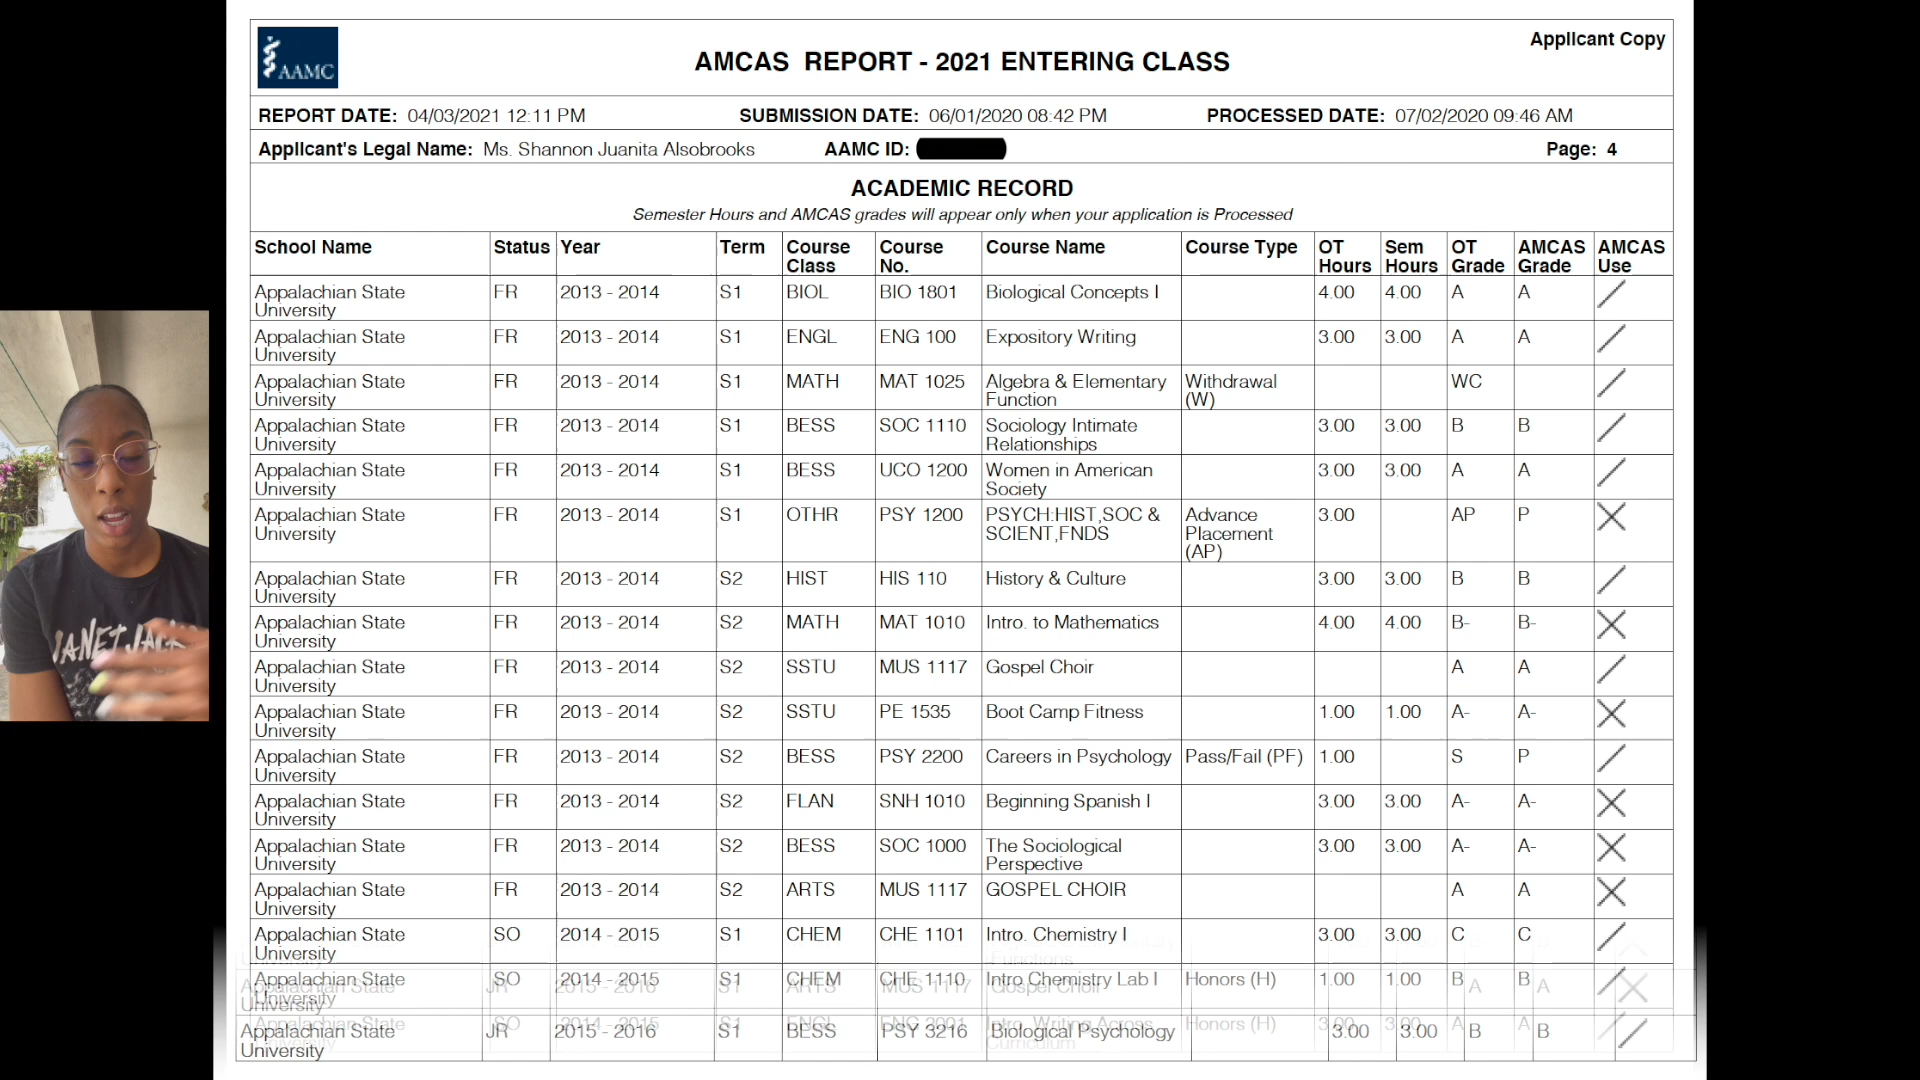 AAMC
AMCAS REPORT - 2021 ENTERING CLASS
Applicant Copy
REPORT DATE: 04/03/2021 12:11 PM SUBMISSION DATE: 06/01/2020 08:42 PM PROCESSED DATE: 07/02/2020 09:46 AM
Applicant's Legal Name: Ms. Shannon Juanita Alsobrooks AAMC ID: Page: 4
ACADEMIC RECORD
Semester Hours and AMCAS grades will appear only when your application is Processed
School Name Status Year Term Course Class Course No. Course Name Course Type OT Hours Sem Hours OT Grade AMCAS Grade AMCAS Use
Appalachian State University FR 2013 - 2014 S1 BIOL BIO 1801 Biological Concepts I 4.00 4.00 A A
Appalachian State University FR 2013 - 2014 S1 ENGL ENG 100 Expository Writing 3.00 3.00 A A
Appalachian State University FR 2013 - 2014 S1 MATH MAT 1025 Algebra & Elementary Function Withdrawal (W) WC
Appalachian State University FR 2013 - 2014 S1 BESS SOC 1110 Sociology Intimate Relationships 3.00 3.00 B B
Appalachian State University FR 2013 - 2014 S1 BESS UCO 1200 Women in American Society 3.00 3.00 A A
Appalachian State University FR 2013 - 2014 S1 OTHR PSY 1200 PSYCH:HIST,SOC & SCIENT,FNDS Advance Placement (AP) 3.00 AP P
Appalachian State University FR 2013 - 2014 S2 HIST HIS 110 History & Culture 3.00 3.00 B B
Appalachian State University FR 2013 - 2014 S2 MATH MAT 1010 Intro. to Mathematics 4.00 4.00 B- B-
Appalachian State University FR 2013 - 2014 S2 SSTU MUS 1117 Gospel Choir A A
Appalachian State University FR 2013 - 2014 S2 SSTU PE 1535 Boot Camp Fitness 1.00 1.00 A- A-
Appalachian State University FR 2013 - 2014 S2 BESS PSY 2200 Careers in Psychology Pass/Fail (PF) 1.00 S P
Appalachian State University FR 2013 - 2014 S2 FLAN SNH 1010 Beginning Spanish I 3.00 3.00 A- A-
Appalachian State University FR 2013 - 2014 S2 BESS SOC 1000 The Sociological Perspective 3.00 3.00 A- A-
Appalachian State University FR 2013 - 2014 S2 ARTS MUS 1117 GOSPEL CHOIR A A
Appalachian State University SO 2014 - 2015 S1 CHEM CHE 1101 Intro. Chemistry I 3.00 3.00 C C
Appalachian State University SO 2014 - 2015 S1 CHEM CHE 1110 Intro Chemistry Lab I Honors (H) 1.00 1.00 B B
Appalachian State University JR 2015 - 2016 S1 BESS PSY 3216 Biological Psychology 3.00 3.00 B B
JANET